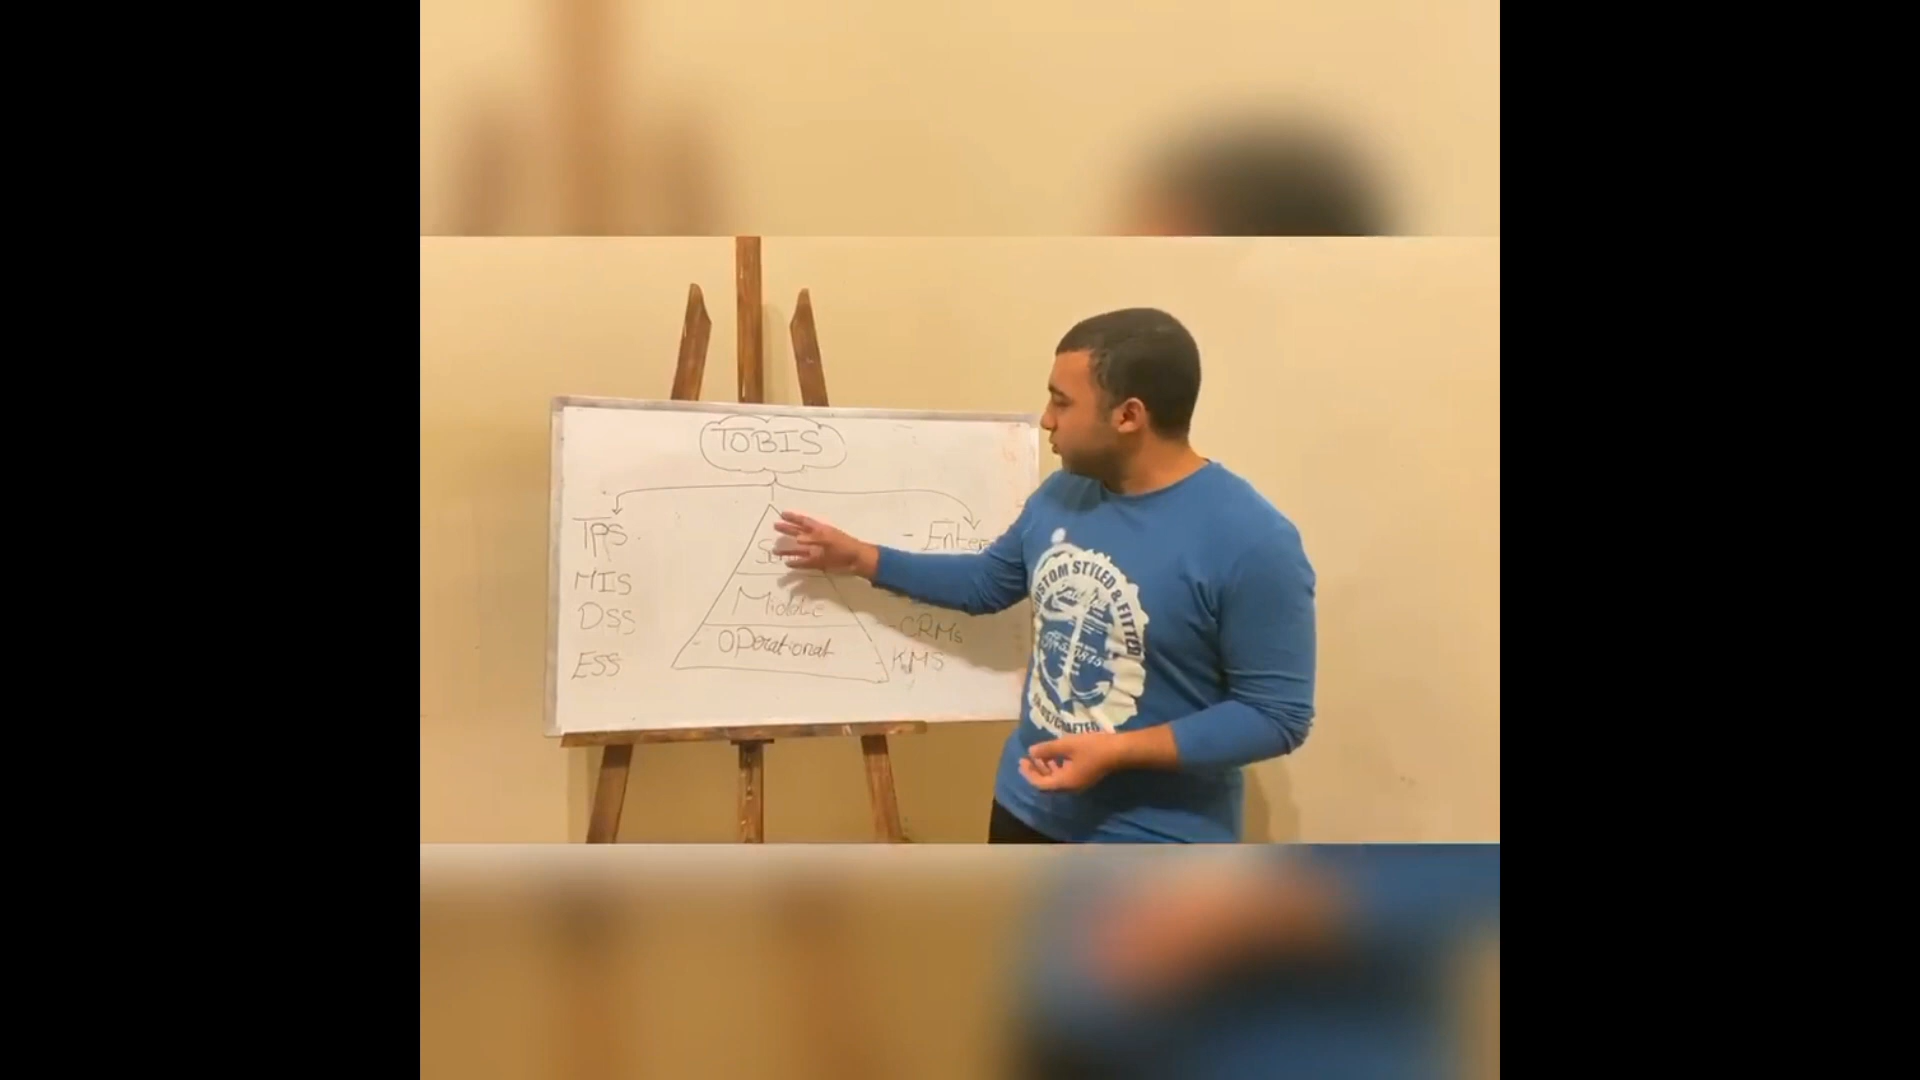 TOBIS
TPS
MIS
DSS
ESS
Middle
OPerational
- Enter
- CRMs
- KMS
CUSTOM STYLED & FITTED